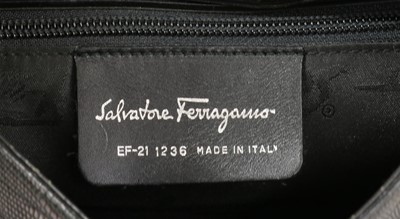 Salvatore Ferragamo
EF-21 1236 MADE IN ITALY